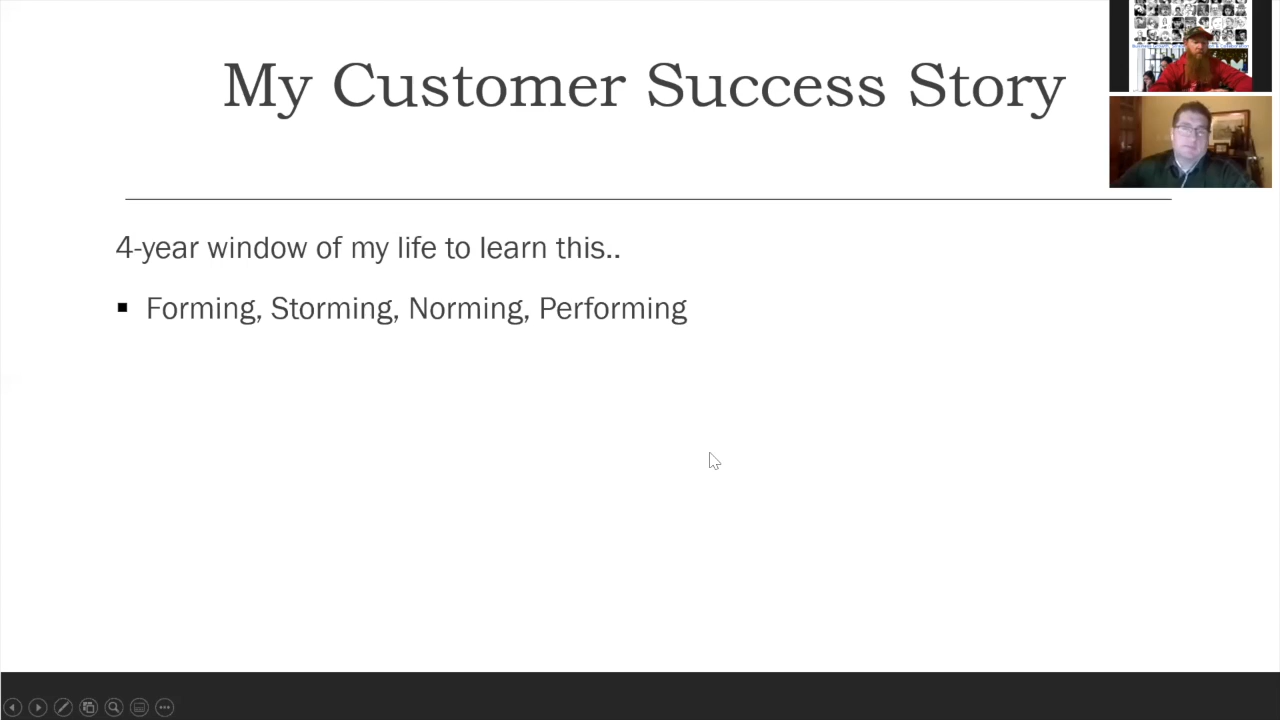 My Customer Success Story
4-year window of my life to learn this..
Forming, Storming, Norming, Performing